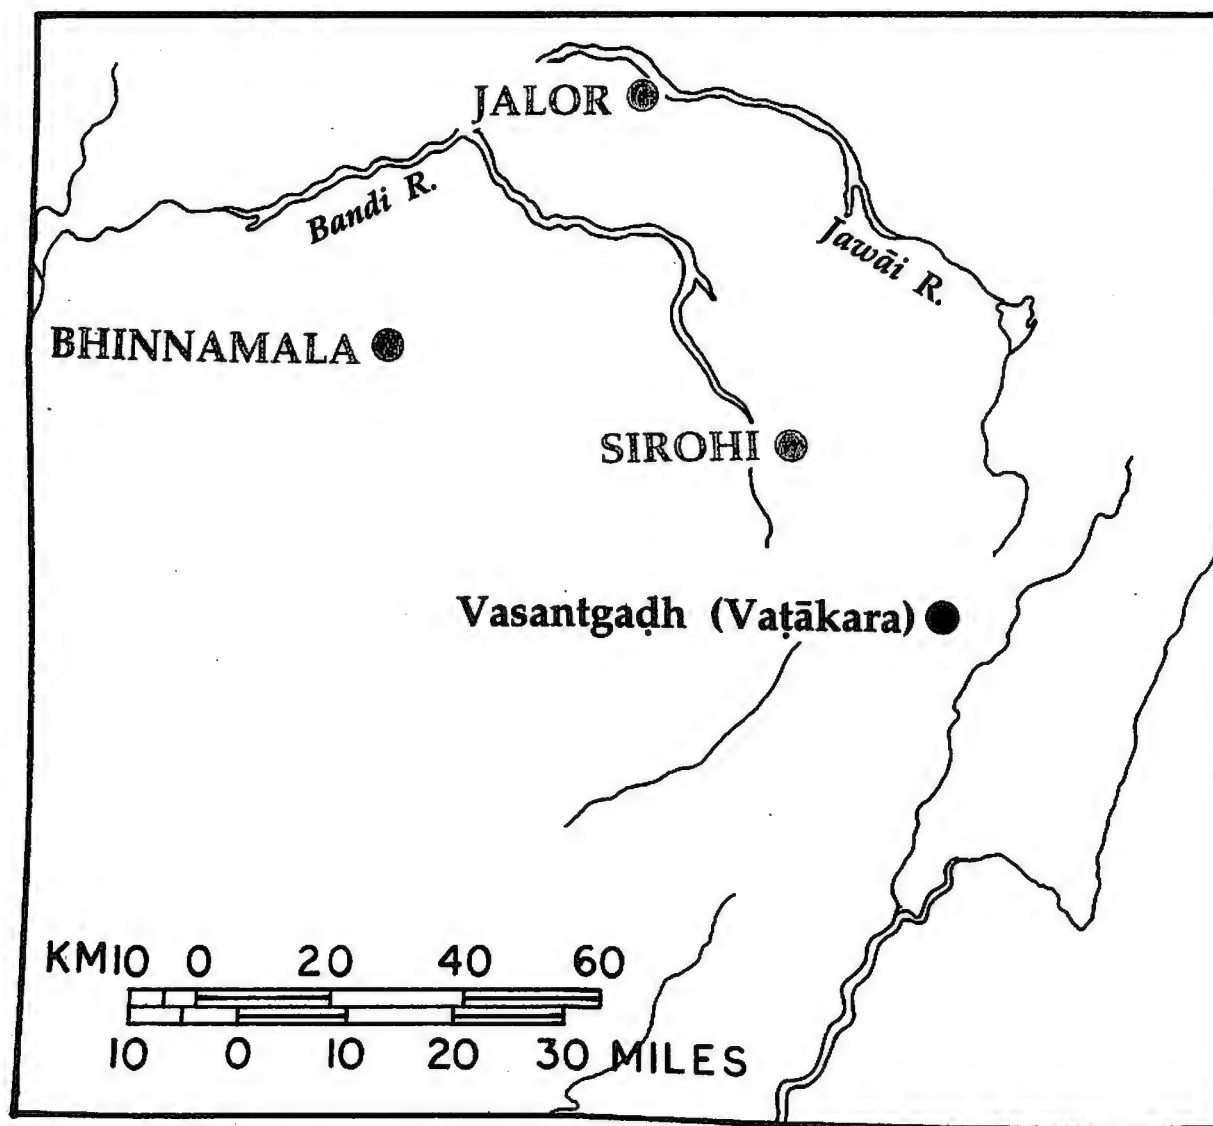 JALOR
Bandi R.
Jawāi R.
BHINNAMALA
SIROHI
Vasantgaḍh (Vaṭākara)
KM10 0 20 40 60
10 0 10 20 30 MILES